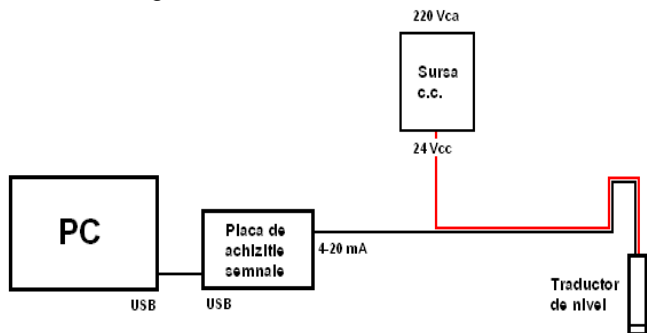 220 Vca
Sursa
c.c.
24 Vcc
PC
Placa de
achizitie
semnale
4-20 mA
USB
USB
Traductor
de nivel